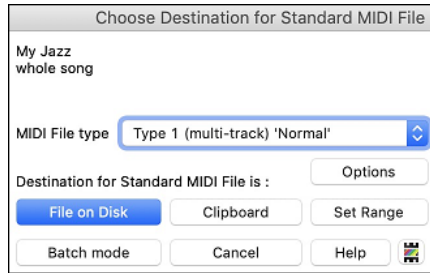 Choose Destination for Standard MIDI File
My Jazz
whole song
MIDI File type Type 1 (multi-track) 'Normal'
Options
Destination for Standard MIDI File is :
File on Disk Clipboard Set Range
Batch mode Cancel Help